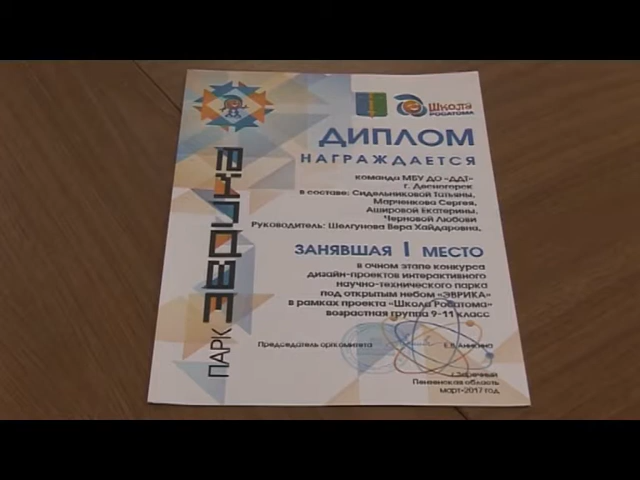 ШКОЛА
РОСАТОМА
ДИПЛОМ
НАГРАЖДАЕТСЯ
команда МБУ ДО «ДДТ»
г. Лесногорск
в составе: Сидельниковой Татьяны,
Марченкова Сергея,
Ашировой Екатерины,
Черновой Любови
Руководитель: Шелгунова Вера Хайдаровна,
ЗАНЯВШАЯ I МЕСТО
в очном этапе конкурса
дизайн-проектов интерактивного
научно-технического парка
под открытым небом «ЭВРИКА»
в рамках проекта «Школа Росатома»
возрастная группа 9-11 класс
Председатель оргкомитета Е.В.Аникина
г.Заречный
Пензенская область
март-2017 год
ПАРК ЭВРИКА